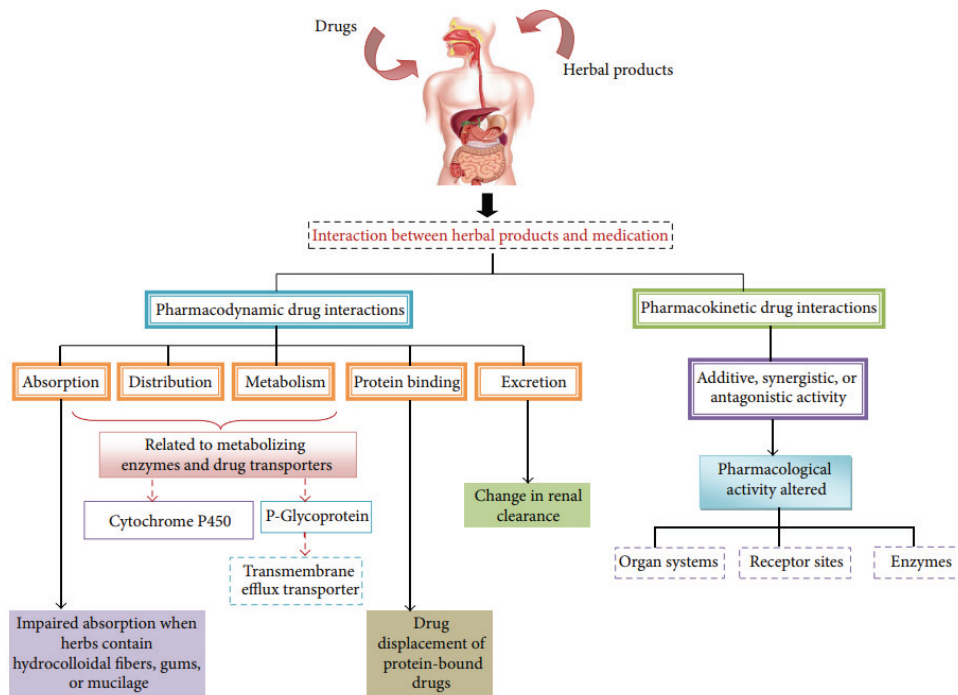 Drugs
Herbal products
Interaction between herbal products and medication
Pharmacodynamic drug interactions
Pharmacokinetic drug interactions
Absorption
Distribution
Metabolism
Protein binding
Excretion
Additive, synergistic, or
antagonistic activity
Related to metabolizing
enzymes and drug transporters
Pharmacological
activity altered
Cytochrome P450
P-Glycoprotein
Change in renal
clearance
Transmembrane
efflux transporter
Organ systems
Receptor sites
Enzymes
Impaired absorption when
herbs contain
hydrocolloidal fibers, gums,
or mucilage
Drug
displacement of
protein-bound
drugs